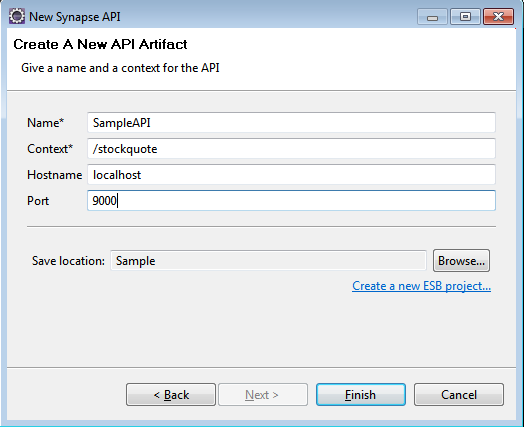 New Synapse API
Create A New API Artifact
Give a name and a context for the API
Name* SampleAPI
Context* /stockquote
Hostname localhost
Port 9000
Save location: Sample Browse...
Create a new ESB project...
< Back Next > Finish Cancel